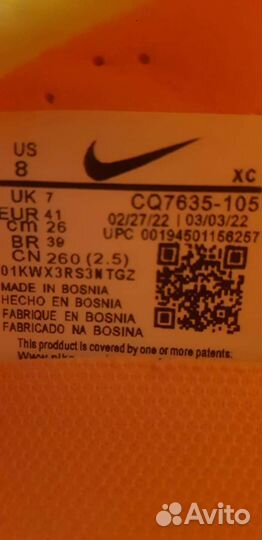 US
8
XC
UK 7
EUR 41
cm 26
BR 39
CN 260 (2.5)
CQ7635-105
02/27/22 | 03/03/22
UPC 00194501156257
01KWX3RS3NTGZ
MADE IN BOSNIA
HECHO EN BOSNIA
FABRIQUE EN BOSNIA
FABRICADO NA BOSINA
This product is covered by one or more patents:
Avito